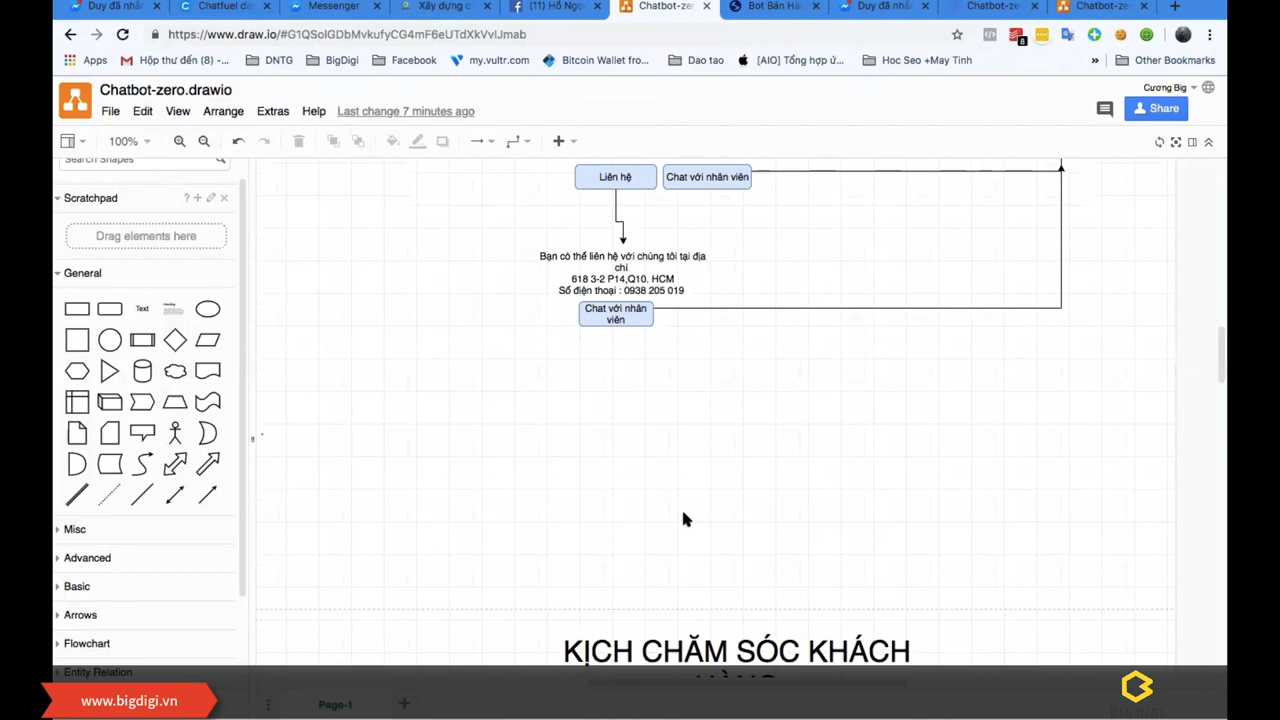 Duy đã nhắ
Chatfuel da
Messenger
Xây dựng c
(11) Hồ Ngọ
Chatbot-ze
Bot Bán Hà
Duy đã nhắ
Chatbot-ze
Chatbot-ze
https://www.draw.io/#G1QSolGDbMvkufyCG4mF6eUTdXkVvlJmab
8
Apps
Hộp thư đến (8) -...
DNTG
BigDigi
Facebook
my.vultr.com
Bitcoin Wallet fro...
Dao tao
[AIO] Tổng hợp ứ...
Hoc Seo +May Tinh
»
Other Bookmarks
Chatbot-zero.drawio
Cương Big
File
Edit
View
Arrange
Extras
Help
Last change 7 minutes ago
Share
100%
Search Shapes
Scratchpad
Drag elements here
General
Text
Misc
Advanced
Basic
Arrows
Flowchart
Entity Relation
Liên hệ
Chat với nhân viên
Bạn có thể liên hệ với chúng tôi tại địa
chỉ
618 3-2 P14,Q10. HCM
Số điện thoại : 0938 205 019
Chat với nhân
viên
KỊCH CHĂM SÓC KHÁCH
www.bigdigi.vn
Page-1